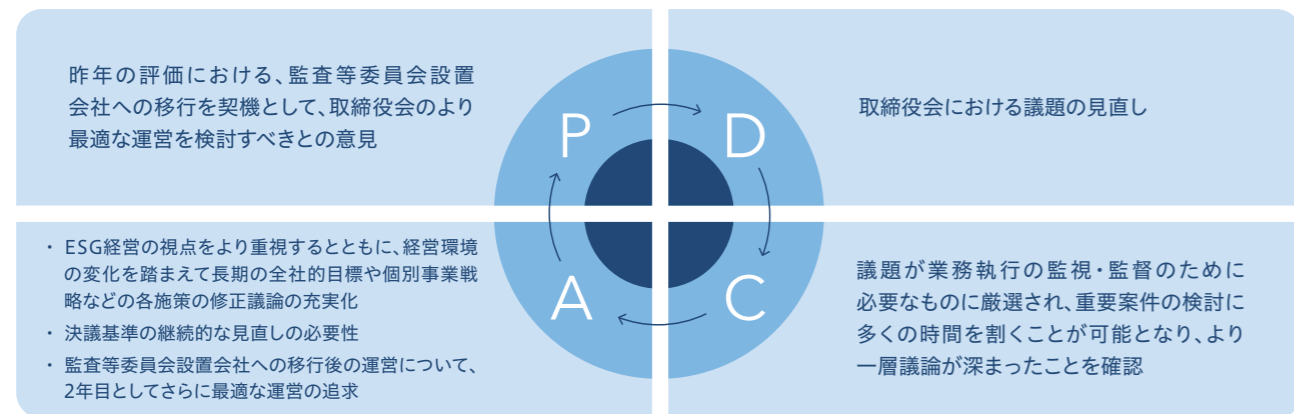 昨年の評価における、監査等委員会設置
会社への移行を契機として、取締役会のより
最適な運営を検討すべきとの意見
P
D
取締役会における議題の見直し
・ ESG経営の視点をより重視するとともに、経営環境
の変化を踏まえて長期の全社的目標や個別事業戦
略などの各施策の修正議論の充実化
・ 決議基準の継続的な見直しの必要性
・ 監査等委員会設置会社への移行後の運営について、
2年目としてさらに最適な運営の追求
A
C
議題が業務執行の監視・監督のために
必要なものに厳選され、重要案件の検討に
多くの時間を割くことが可能となり、より
一層議論が深まったことを確認